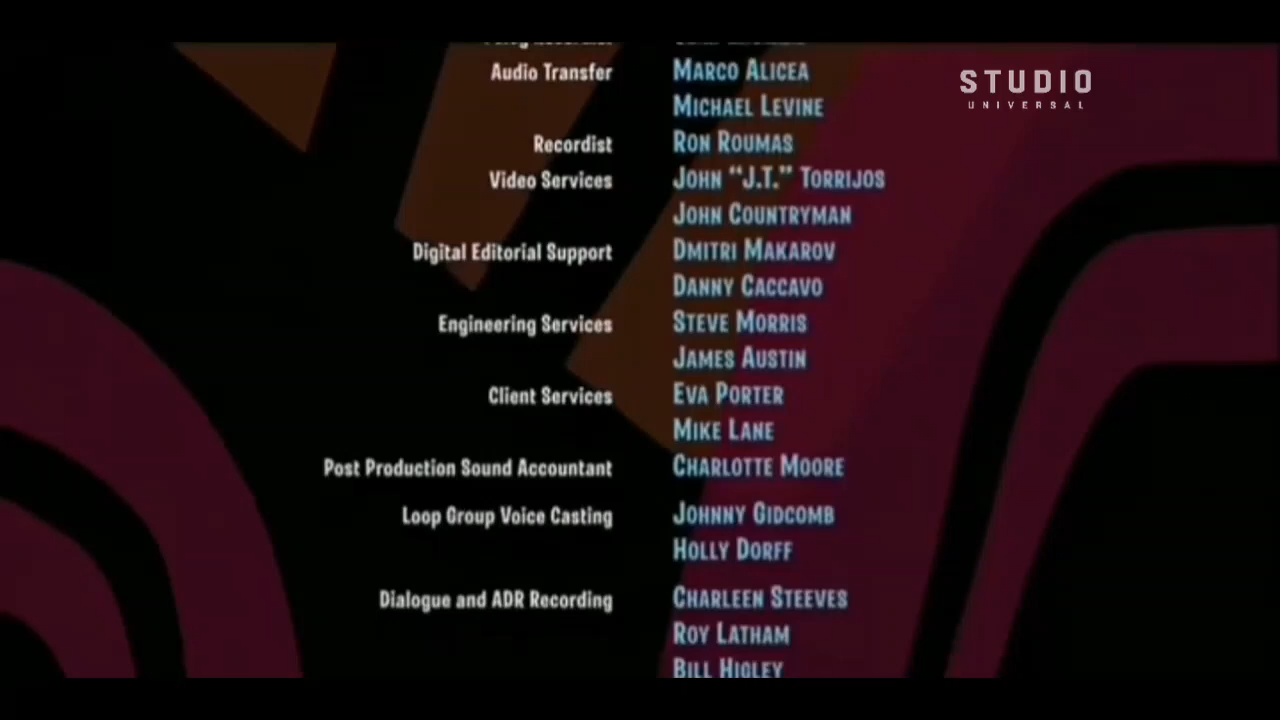 Audio Transfer MARCO ALICEA
MICHAEL LEVINE
Recordist RON ROUMAS
Video Services JOHN “J.T.” TORRIJOS
JOHN COUNTRYMAN
Digital Editorial Support DMITRI MAKAROV
DANNY CACCAVO
Engineering Services STEVE MORRIS
JAMES AUSTIN
Client Services EVA PORTER
MIKE LANE
Post Production Sound Accountant CHARLOTTE MOORE
Loop Group Voice Casting JOHNNY GIDCOMB
HOLLY DORFF
Dialogue and ADR Recording CHARLEEN STEEVES
ROY LATHAM
BILL HIGLEY
STUDIO
UNIVERSAL